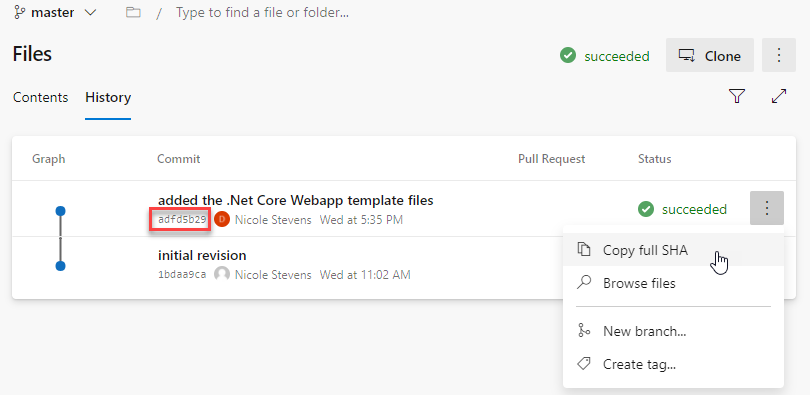 master / Type to find a file or folder...
Files succeeded Clone
Contents History
Graph Commit Pull Request Status
added the .Net Core Webapp template files
adfd5b29 D Nicole Stevens Wed at 5:35 PM succeeded
initial revision
1bdaa9ca Nicole Stevens Wed at 11:02 AM
Copy full SHA
Browse files
New branch...
Create tag...